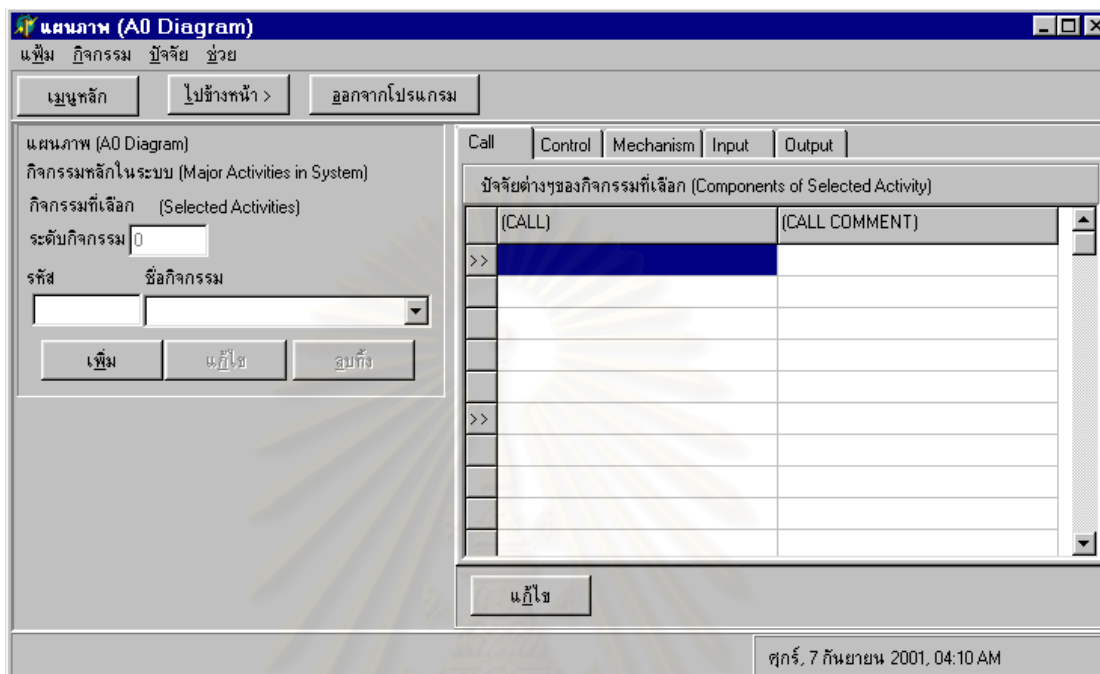 แผนภาพ (A0 Diagram)
แฟ้ม กิจกรรม ปัจจัย ช่วย
เมนูหลัก ไปข้างหน้า > ออกจากโปรแกรม
แผนภาพ (A0 Diagram)
กิจกรรมหลักในระบบ (Major Activities in System)
กิจกรรมที่เลือก (Selected Activities)
ระดับกิจกรรม 0
รหัส ชื่อกิจกรรม
เพิ่ม แก้ไข ลบทิ้ง
Call Control Mechanism Input Output
ปัจจัยต่างๆของกิจกรรมที่เลือก (Components of Selected Activity)
(CALL) (CALL COMMENT)
>>
>>
แก้ไข
ศุกร์, 7 กันยายน 2001, 04:10 AM